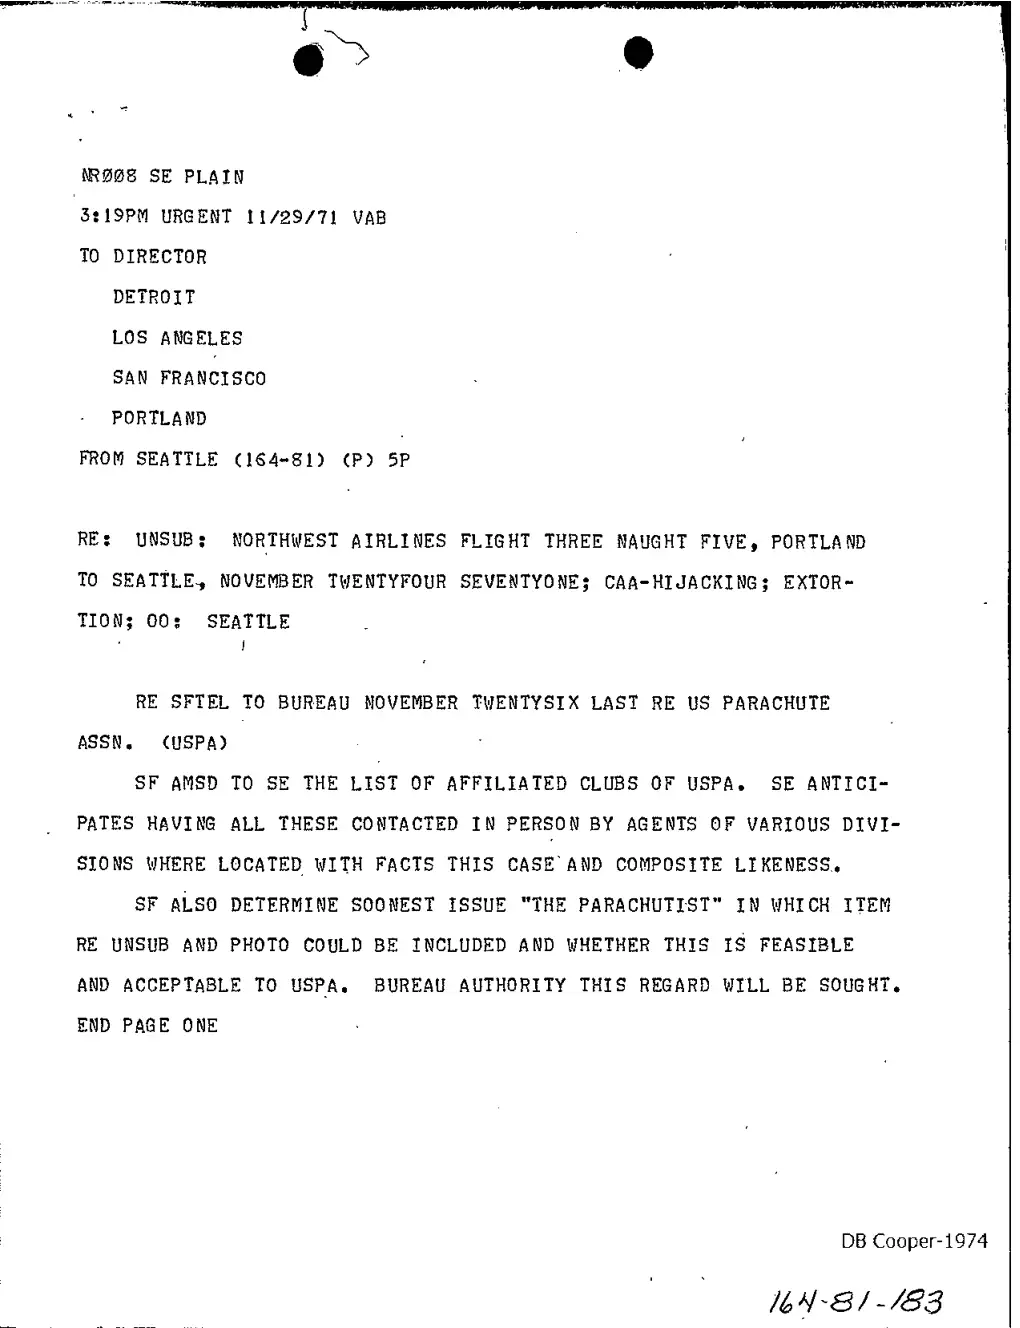 NR008 SE PLAIN
3:19PM URGENT 11/29/71 VAB
TO DIRECTOR
DETROIT
LOS ANGELES
SAN FRANCISCO
PORTLAND
FROM SEATTLE (164-81) (P) 5P
RE: UNSUB; NORTHWEST AIRLINES FLIGHT THREE NAUGHT FIVE, PORTLAND
TO SEATTLE, NOVEMBER TWENTYFOUR SEVENTYONE; CAA-HIJACKING; EXTOR-
TION; OO: SEATTLE
RE SFTEL TO BUREAU NOVEMBER TWENTYSIX LAST RE US PARACHUTE
ASSN. (USPA)
SF AMSD TO SE THE LIST OF AFFILIATED CLUBS OF USPA. SE ANTICI-
PATES HAVING ALL THESE CONTACTED IN PERSON BY AGENTS OF VARIOUS DIVI-
SIONS WHERE LOCATED WITH FACTS THIS CASE AND COMPOSITE LIKENESS.
SF ALSO DETERMINE SOONEST ISSUE "THE PARACHUTIST" IN WHICH ITEM
RE UNSUB AND PHOTO COULD BE INCLUDED AND WHETHER THIS IS FEASIBLE
AND ACCEPTABLE TO USPA. BUREAU AUTHORITY THIS REGARD WILL BE SOUGHT.
END PAGE ONE
DB Cooper-1974
164-81-183